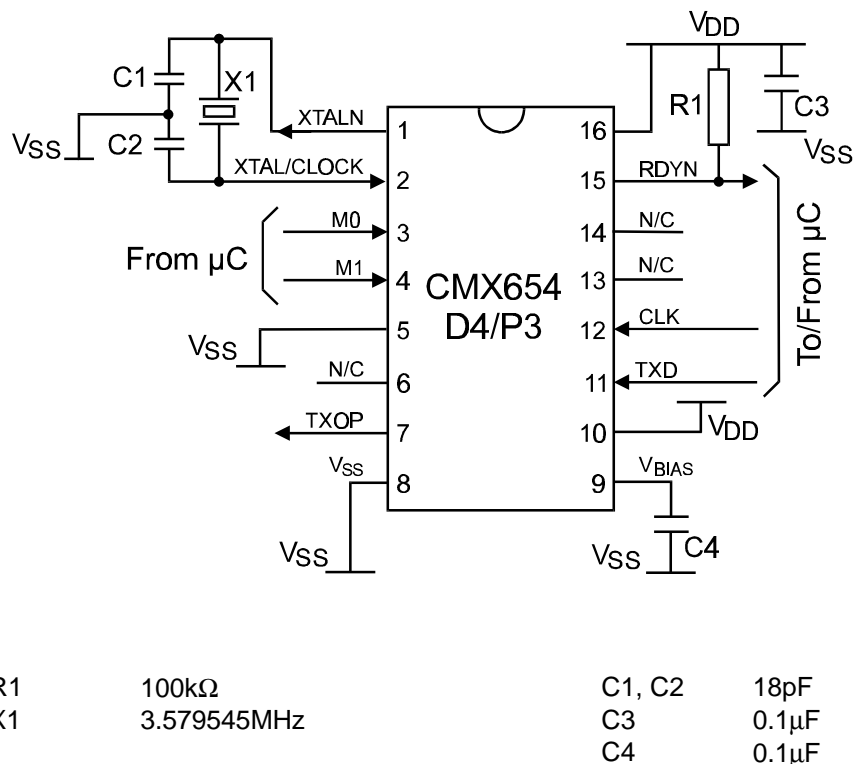 VDD
C1
X1
R1
C3
XTALN
1
16
VSS
C2
VSS
XTAL/CLOCK
2
15
RDYN
M0
3
14
N/C
From µC
M1
4
13
N/C
To/From µC
CMX654
D4/P3
VSS
5
12
CLK
N/C
6
11
TXD
TXOP
7
10
VDD
VSS
8
9
VBIAS
VSS
VSS
C4
R1 100kΩ C1, C2 18pF
X1 3.579545MHz C3 0.1µF
C4 0.1µF